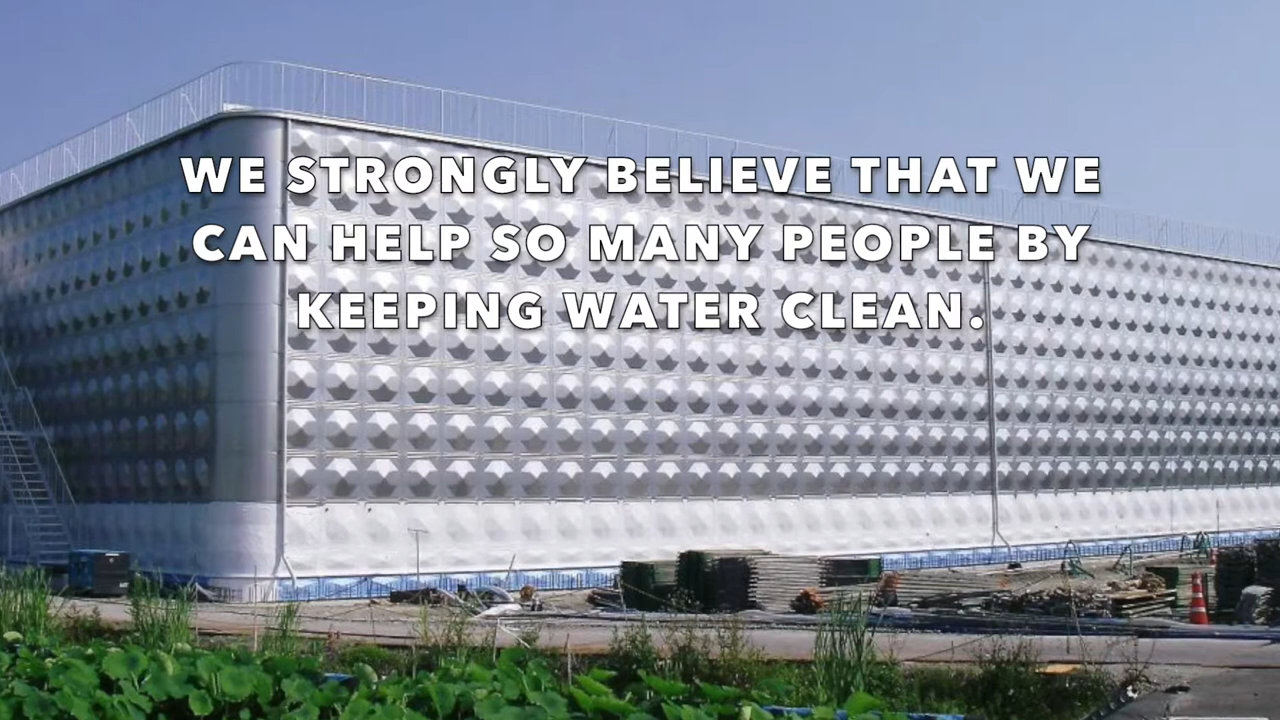 WE STRONGLY BELIEVE THAT WE
CAN HELP SO MANY PEOPLE BY
KEEPING WATER CLEAN.